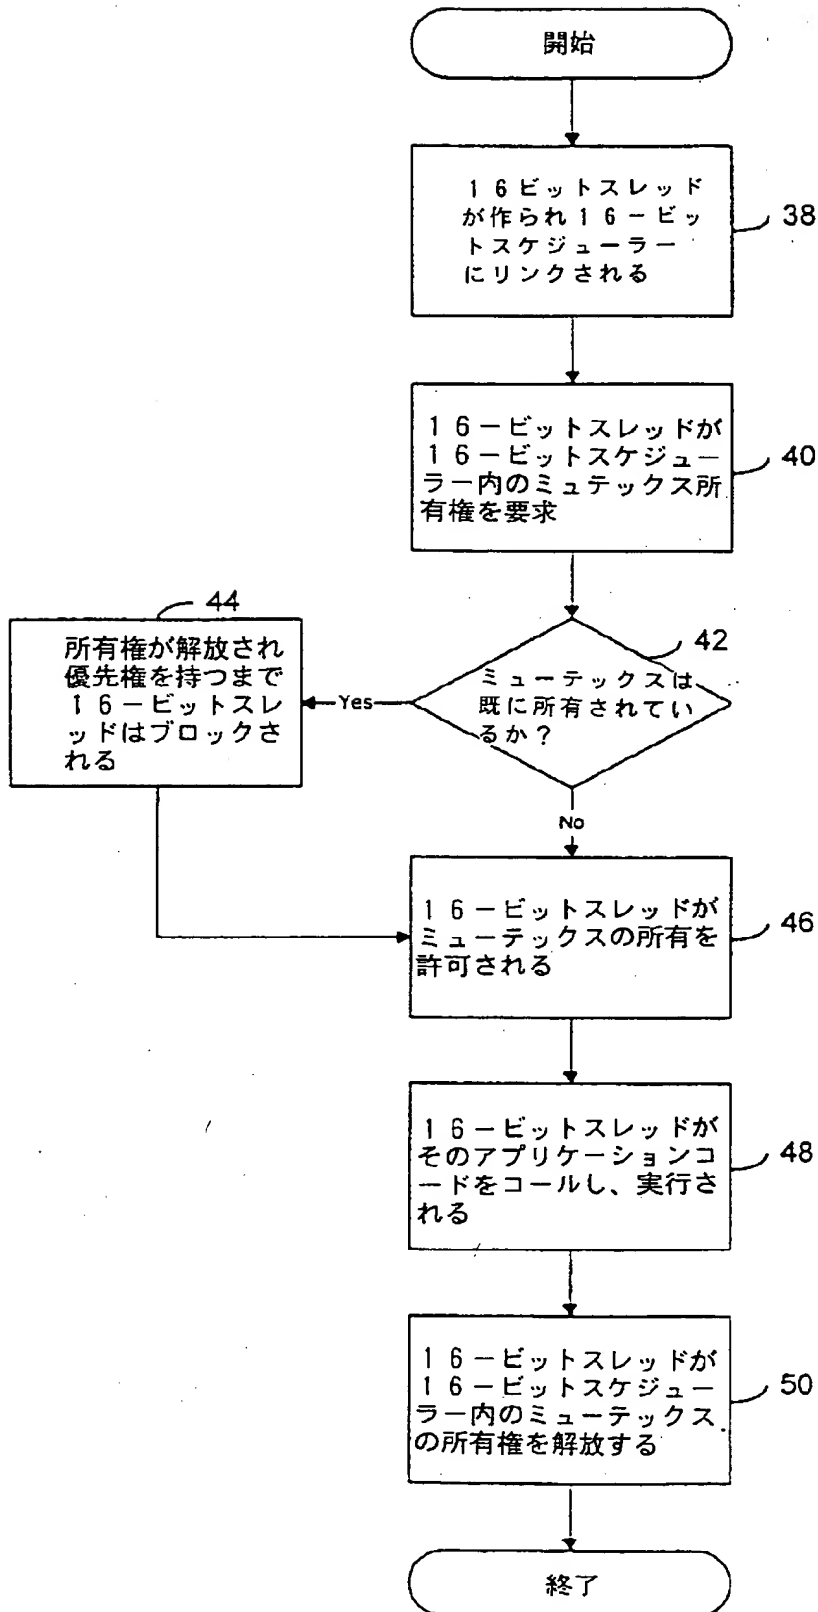 開始
16ビットスレッド
が作られ16-ビッ
トスケジューラー
にリンクされる
38
16-ビットスレッドが
16-ビットスケジュー
ラー内のミュテックス所
有権を要求
40
44
所有権が解放され
優先権を持つまで
16-ビットスレ
ッドはブロックさ
れる
42
ミューテックスは
既に所有されてい
るか?
Yes
No
16-ビットスレッドが
ミューテックスの所有を
許可される
46
16-ビットスレッドが
そのアプリケーションコ
ードをコールし、実行さ
れる
48
16-ビットスレッドが
16-ビットスケジュー
ラー内のミューテックス
の所有権を解放する
50
終了